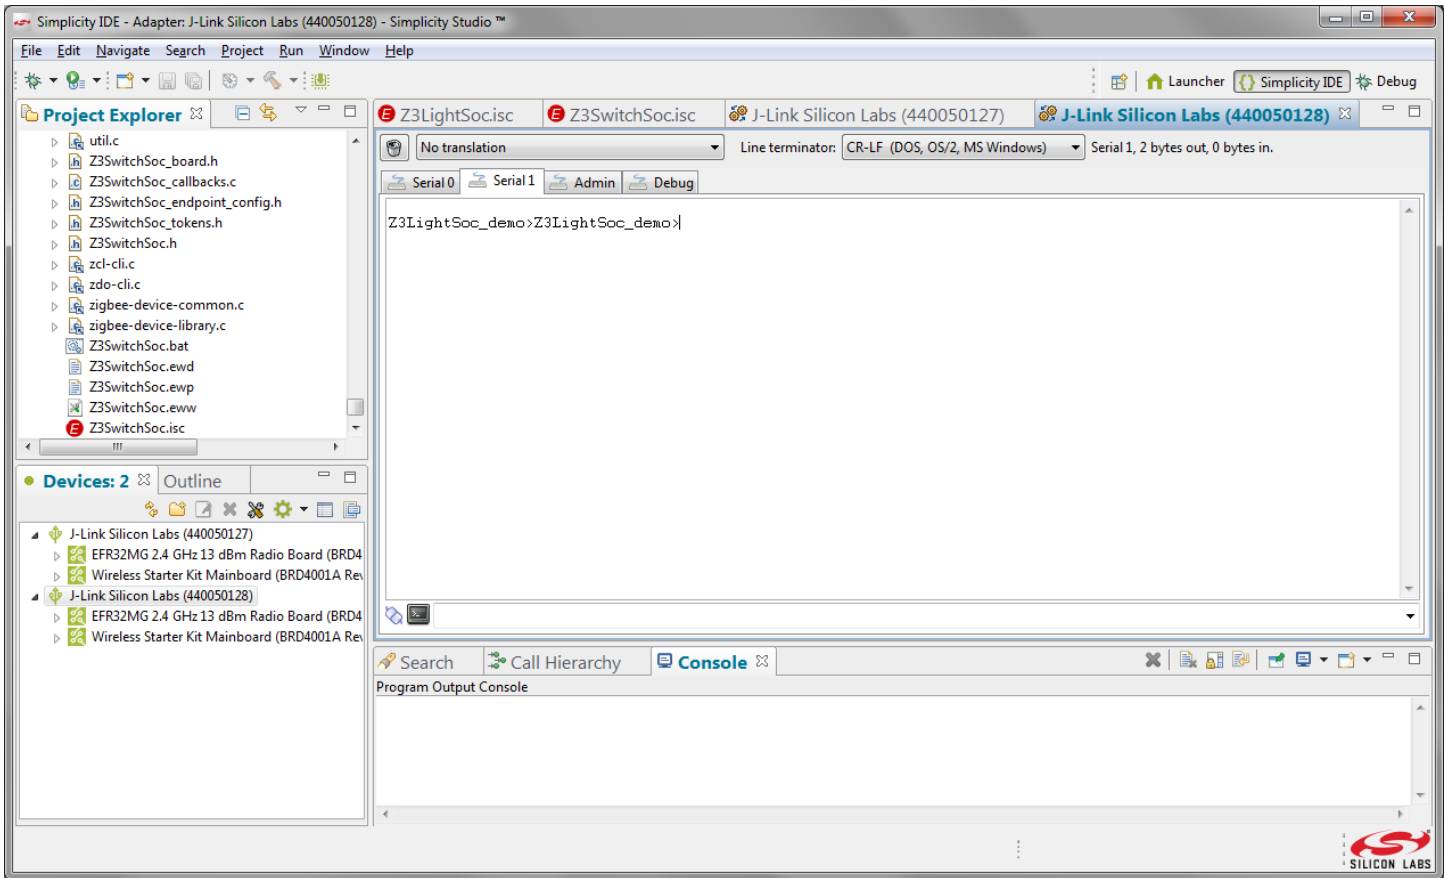 Simplicity IDE - Adapter: J-Link Silicon Labs (440050128) - Simplicity Studio ™
File Edit Navigate Search Project Run Window Help
Launcher Simplicity IDE Debug
Project Explorer
util.c
Z3SwitchSoc_board.h
Z3SwitchSoc_callbacks.c
Z3SwitchSoc_endpoint_config.h
Z3SwitchSoc_tokens.h
Z3SwitchSoc.h
zcl-cli.c
zdo-cli.c
zigbee-device-common.c
zigbee-device-library.c
Z3SwitchSoc.bat
Z3SwitchSoc.ewd
Z3SwitchSoc.ewp
Z3SwitchSoc.eww
Z3SwitchSoc.isc
Devices: 2 Outline
J-Link Silicon Labs (440050127)
EFR32MG 2.4 GHz 13 dBm Radio Board (BRD4
Wireless Starter Kit Mainboard (BRD4001A Rev
J-Link Silicon Labs (440050128)
EFR32MG 2.4 GHz 13 dBm Radio Board (BRD4
Wireless Starter Kit Mainboard (BRD4001A Rev
Z3LightSoc.isc Z3SwitchSoc.isc J-Link Silicon Labs (440050127) J-Link Silicon Labs (440050128)
No translation Line terminator: CR-LF (DOS, OS/2, MS Windows) Serial 1, 2 bytes out, 0 bytes in.
Serial 0 Serial 1 Admin Debug
Z3LightSoc_demo>Z3LightSoc_demo>
Search Call Hierarchy Console
Program Output Console
SILICON LABS